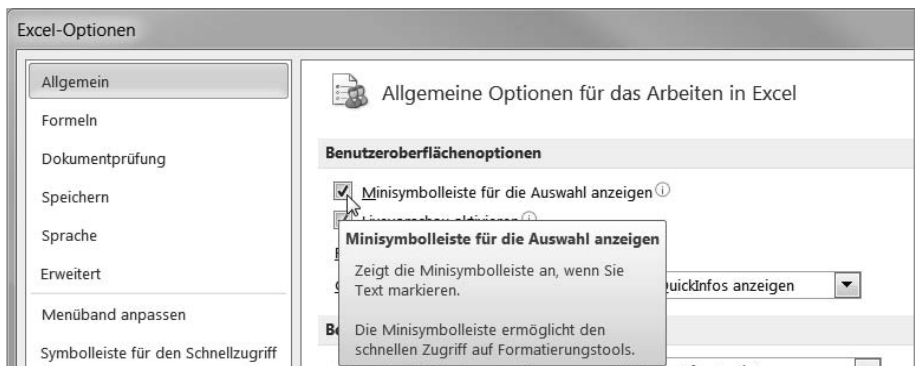 Excel-Optionen
Allgemein
Formeln
Dokumentprüfung
Speichern
Sprache
Erweitert
Menüband anpassen
Symbolleiste für den Schnellzugriff
Allgemeine Optionen für das Arbeiten in Excel
Benutzeroberflächenoptionen
Minisymbolleiste für die Auswahl anzeigen
Minisymbolleiste für die Auswahl anzeigen
Zeigt die Minisymbolleiste an, wenn Sie
Text markieren.
Die Minisymbolleiste ermöglicht den
schnellen Zugriff auf Formatierungstools.
anzeigen